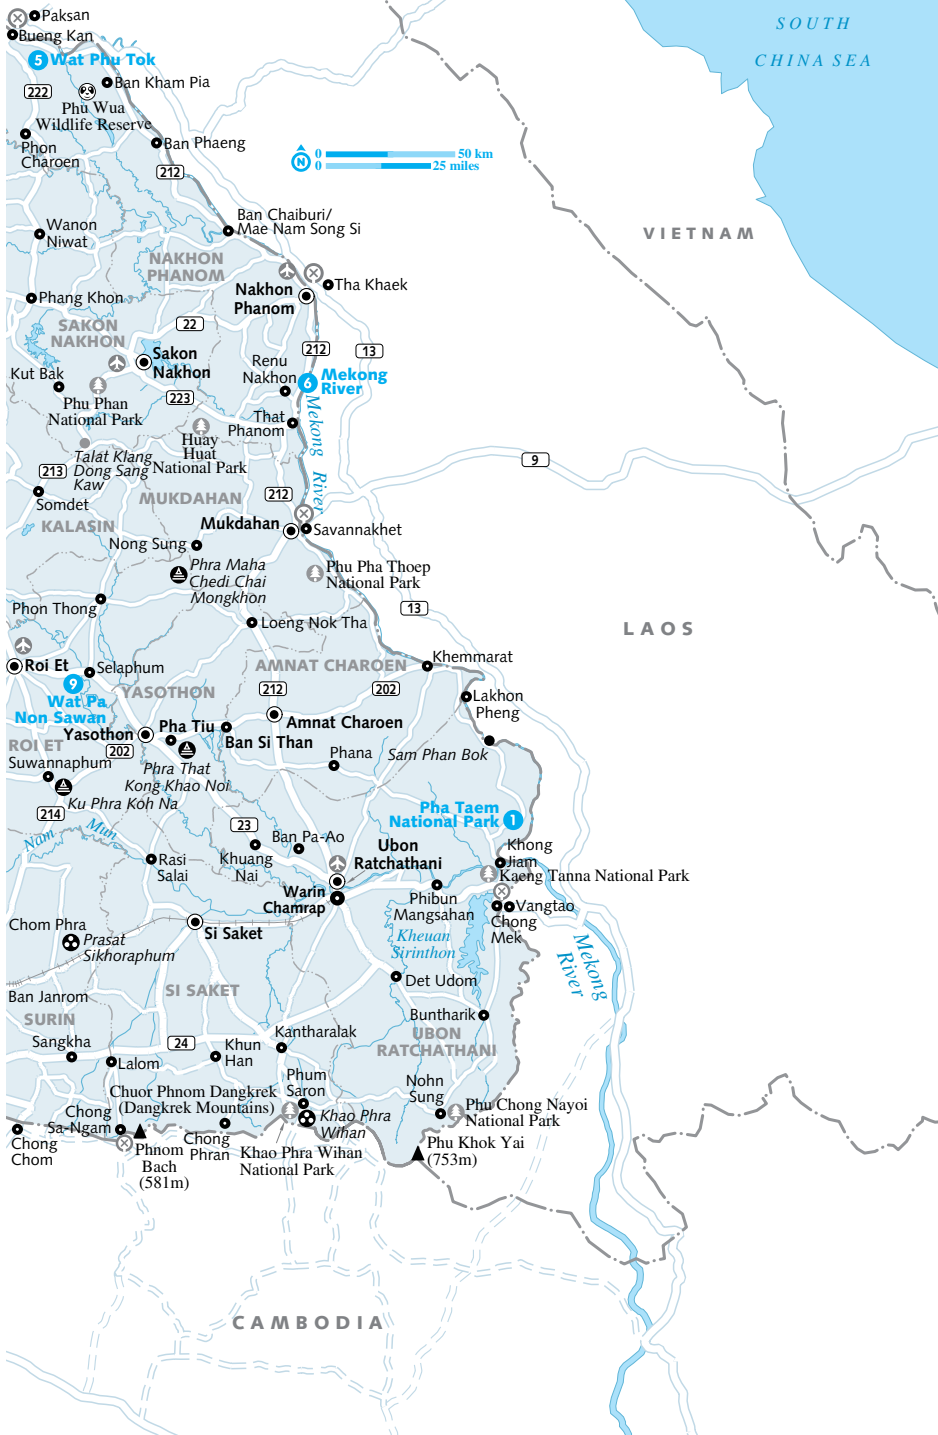 Paksan
SOUTH
Bueng Kan
5 Wat Phu Tok
CHINA SEA
Ban Kham Pia
222
Phu Wua
Wildlife Reserve
Phon
Charoen
Ban Phaeng
0 50 km
N
0 25 miles
212
Ban Chaiburi/
Mae Nam Song Si
Wanon
Niwat
VIETNAM
NAKHON
PHANOM
Tha Khaek
Nakhon
Phanom
Phang Khon
22
SAKON
NAKHON
212
13
Sakon
Nakhon
Renu
Nakhon
Kut Bak
6 Mekong
River
223
Phu Phan
National Park
That
Phanom
Mekong River
Huay
Huat
National Park
Talat Klang
Dong Sang
Kaw
9
213
Somdet
MUKDAHAN
212
KALASIN
Mukdahan
Savannakhet
Nong Sung
Phra Maha
Chedi Chai
Mongkhon
Phu Pha Thoep
National Park
Phon Thong
13
Loeng Nok Tha
LAOS
Roi Et
Selaphum
AMNAT CHAROEN
Khemmarat
9
Wat Pa
Non Sawan
YASOTHON
212
202
Lakhon
Pheng
Amnat Charoen
Yasothon
Pha Tiu
Ban Si Than
ROI ET
202
Suwannaphum
Phra That
Kong Khao Noi
Phana
Sam Phan Bok
Ku Phra Koh Na
214
Pha Taem
National Park 1
Nam Mun
23
Ban Pa-Ao
Khuang
Nai
Ubon
Ratchathani
Khong
Jiam
Rasi
Salai
Kaeng Tanna National Park
Warin
Chamrap
Phibun
Mangsahan
Vangtao
Chong
Mek
Chom Phra
Prasat
Sikhoraphum
Si Saket
Kheuan
Sirinthon
Mekong
River
Det Udom
Ban Janrom
SI SAKET
SURIN
Buntharik
UBON
RATCHATHANI
Sangkha
24
Kantharalak
Khun
Han
Lalom
Phum
Saron
Nohn
Sung
Chuor Phnom Dangkrek
(Dangkrek Mountains)
Phu Chong Nayoi
National Park
Chong
Sa-Ngam
Khao Phra
Wihan
Chong
Chom
Phnom
Bach
(581m)
Chong
Phran
Khao Phra Wihan
National Park
Phu Khok Yai
(753m)
CAMBODIA